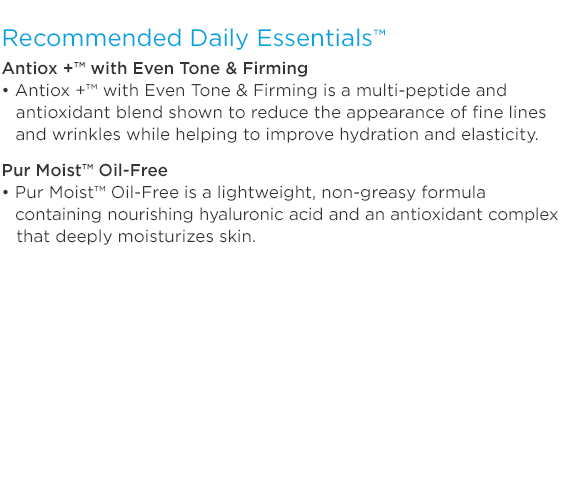 Recommended Daily Essentials™
Antiox +™ with Even Tone & Firming
• Antiox +™ with Even Tone & Firming is a multi-peptide and
antioxidant blend shown to reduce the appearance of fine lines
and wrinkles while helping to improve hydration and elasticity.
Pur Moist™ Oil-Free
• Pur Moist™ Oil-Free is a lightweight, non-greasy formula
containing nourishing hyaluronic acid and an antioxidant complex
that deeply moisturizes skin.